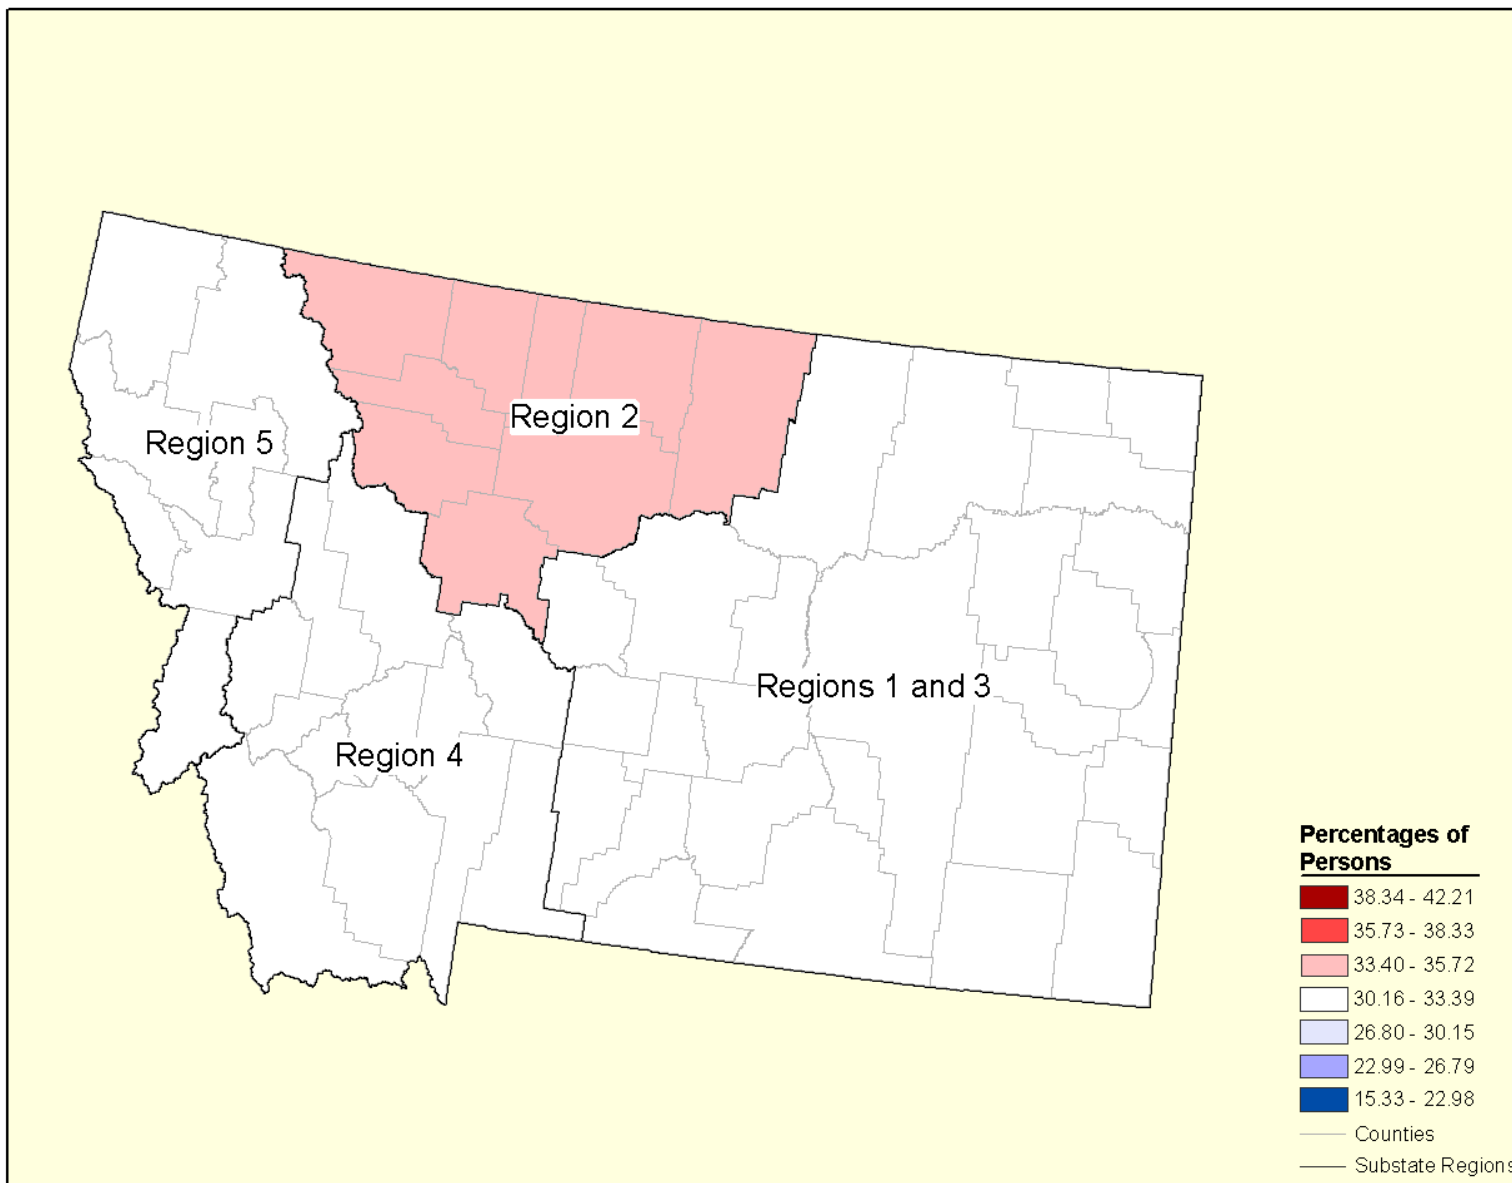 Region 2
Region 5
Regions 1 and 3
Region 4
Percentages of
Persons
38.34 - 42.21
35.73 - 38.33
33.40 - 35.72
30.16 - 33.39
26.80 - 30.15
22.99 - 26.79
15.33 - 22.98
Counties
Substate Regions